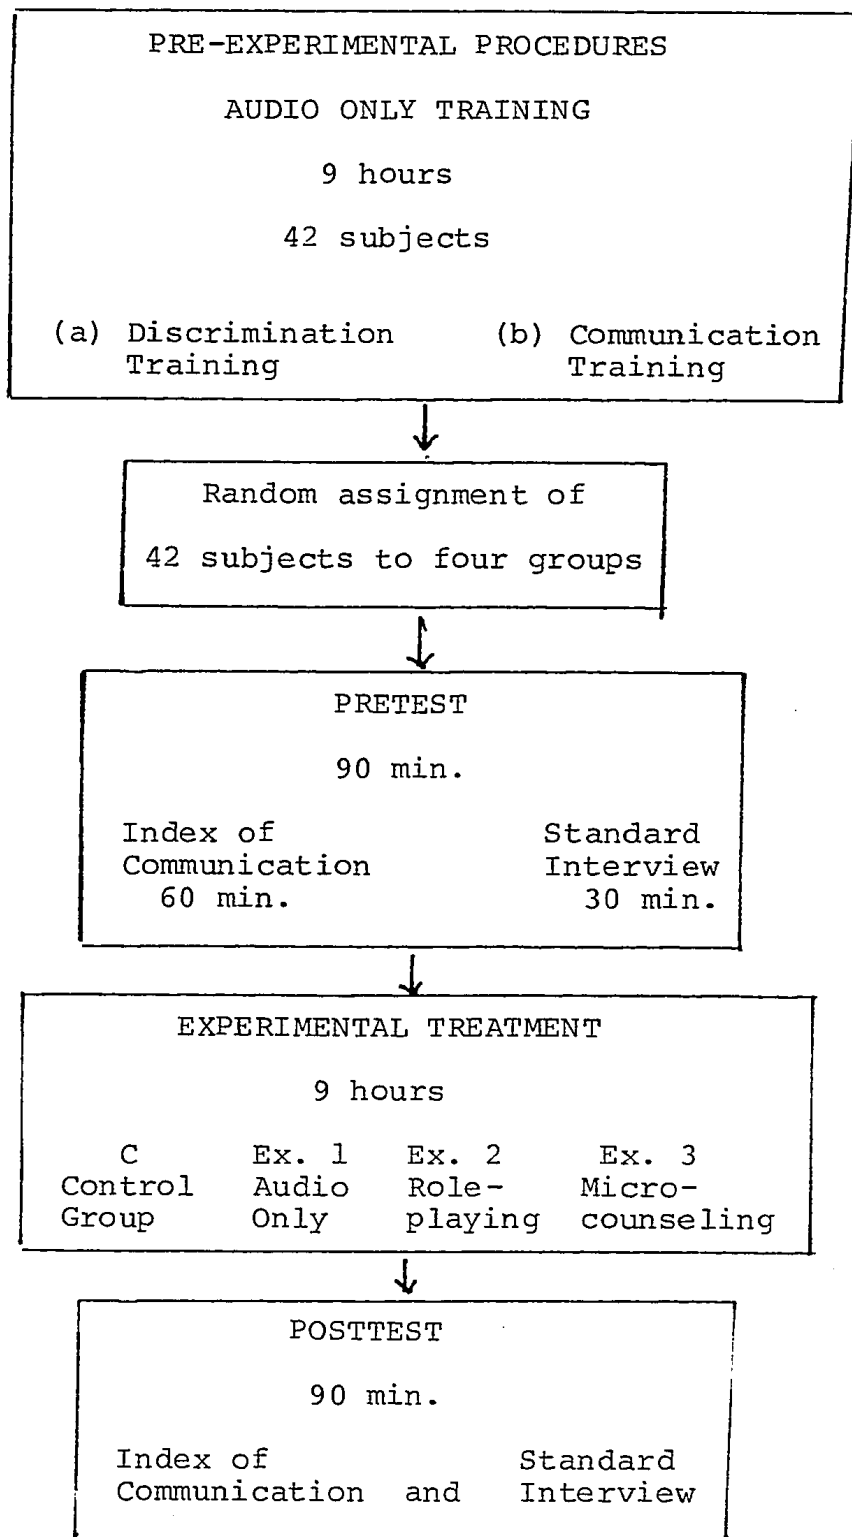 PRE-EXPERIMENTAL PROCEDURES
AUDIO ONLY TRAINING
9 hours
42 subjects
(a) Discrimination (b) Communication
Training Training
Random assignment of
42 subjects to four groups
PRETEST
90 min.
Index of Standard
Communication Interview
60 min. 30 min.
EXPERIMENTAL TREATMENT
9 hours
C Ex. 1 Ex. 2 Ex. 3
Control Audio Role- Micro-
Group Only playing counseling
POSTTEST
90 min.
Index of Standard
Communication and Interview